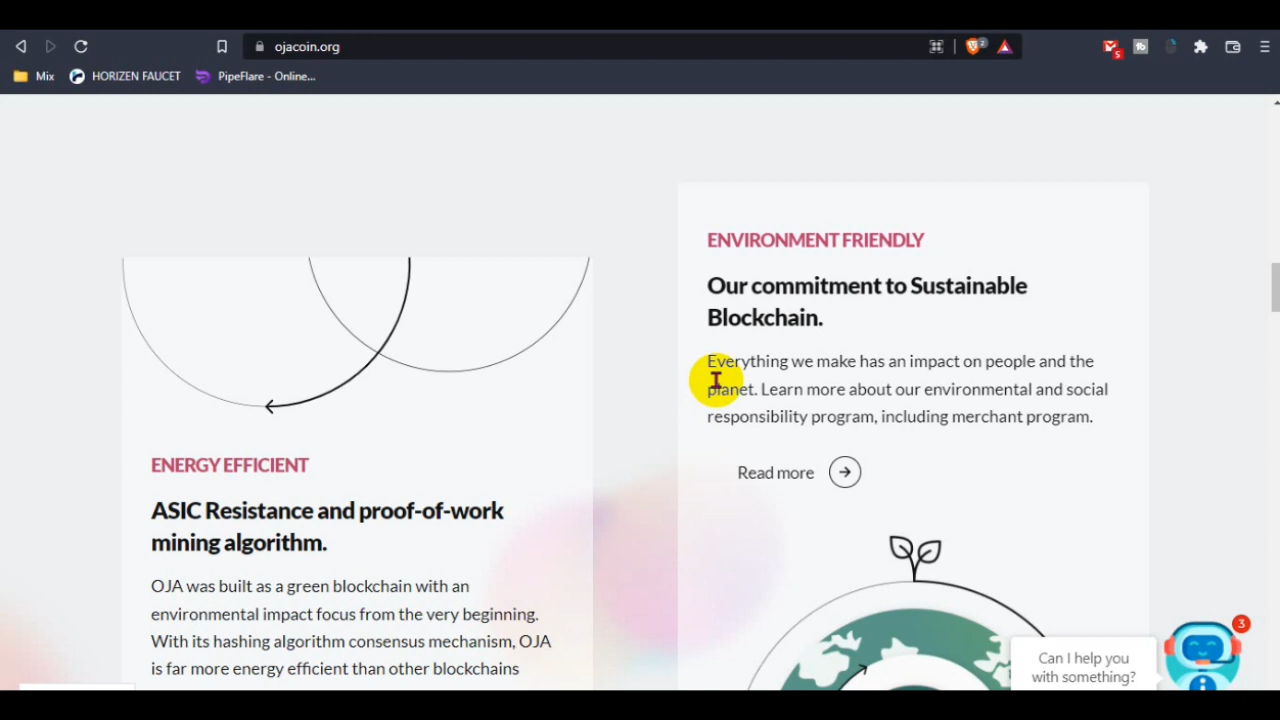 ojacoin.org
2
5
Mix
HORIZEN FAUCET
PipeFlare - Online...
ENVIRONMENT FRIENDLY
Our commitment to Sustainable
Blockchain.
Everything we make has an impact on people and the
planet. Learn more about our environmental and social
responsibility program, including merchant program.
Read more
ENERGY EFFICIENT
ASIC Resistance and proof-of-work
mining algorithm.
OJA was built as a green blockchain with an
environmental impact focus from the very beginning.
With its hashing algorithm consensus mechanism, OJA
is far more energy efficient than other blockchains
3
Can I help you
with something?